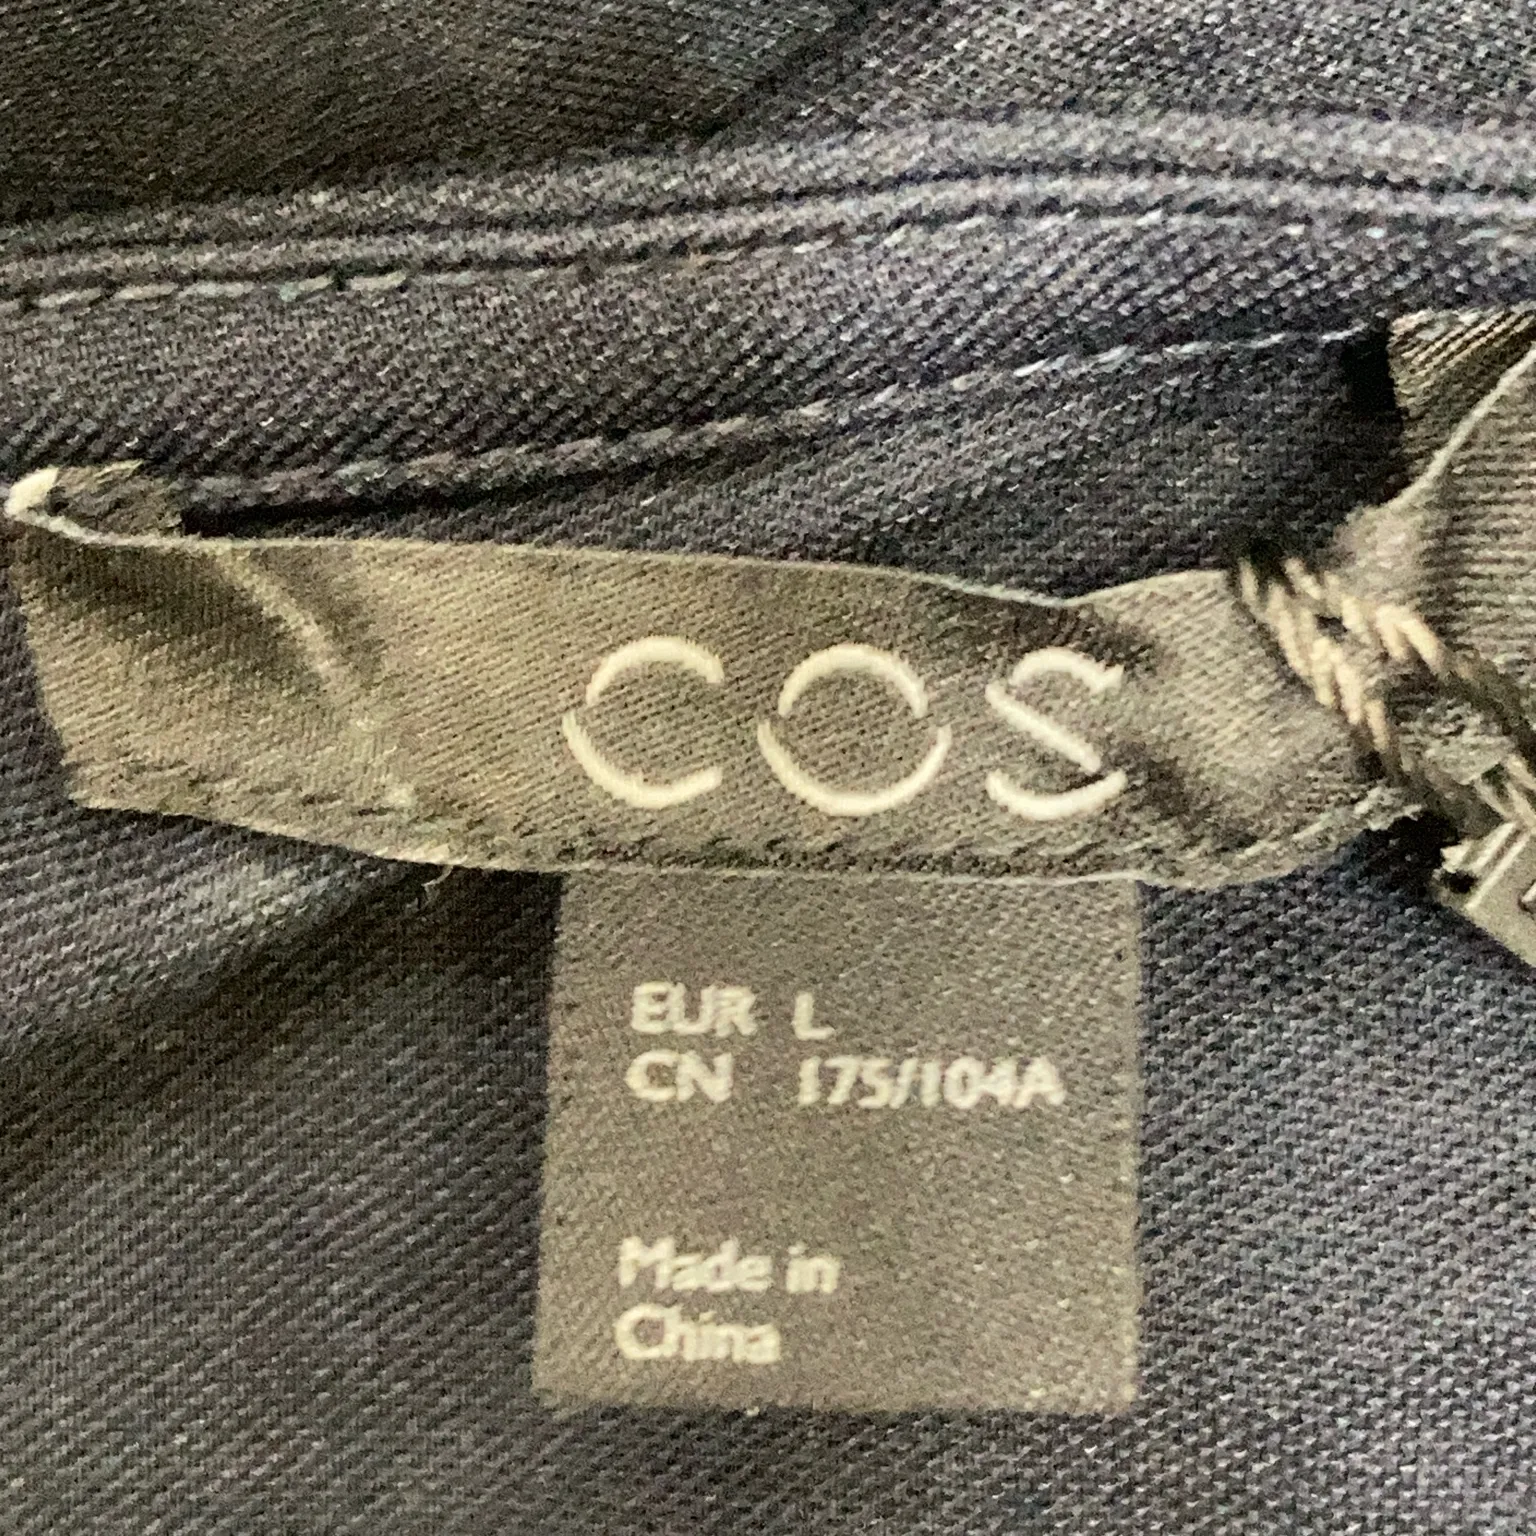 COS
EUR L
CN 175/104A
Made in
China